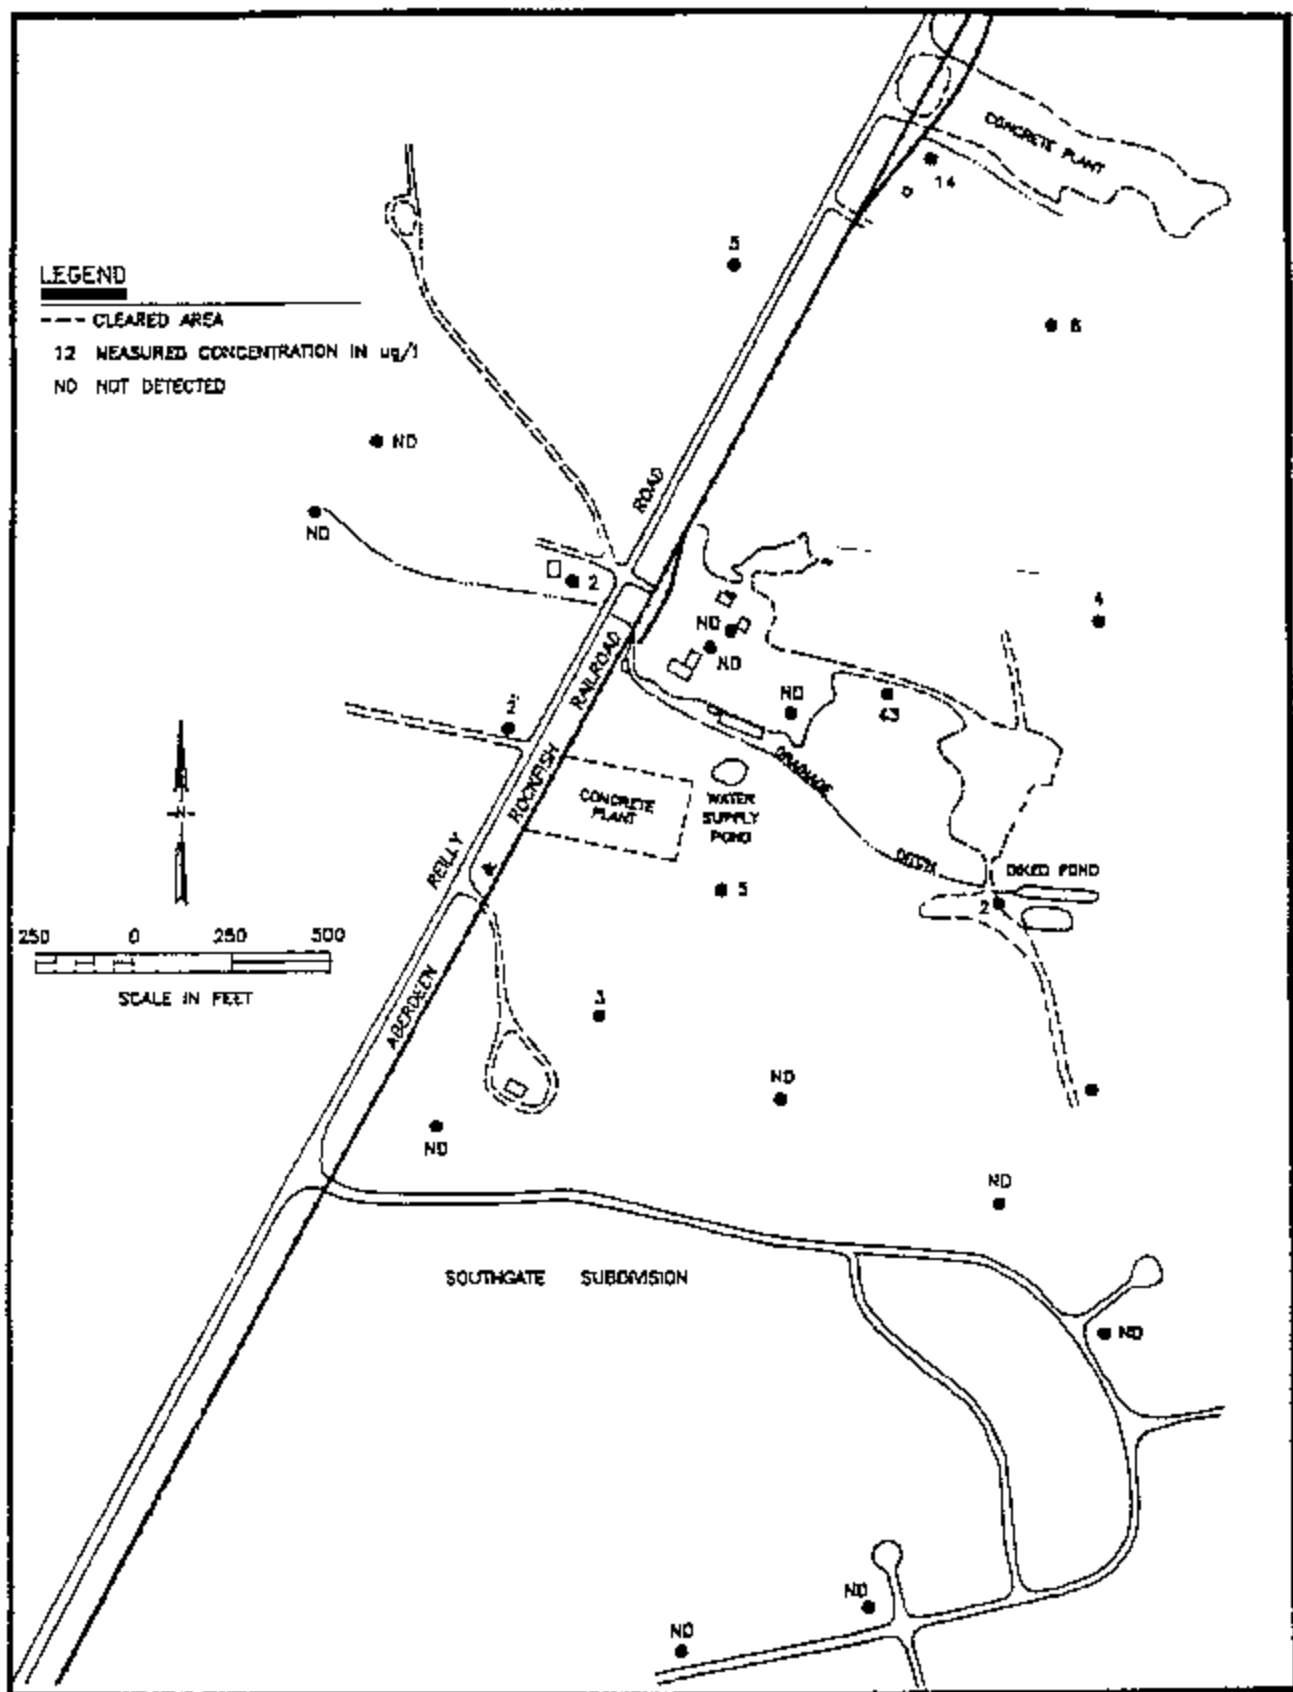 CONCRETE PLANT
14
5
LEGEND
CLEARED AREA
12 MEASURED CONCENTRATION IN ug/l
ND NOT DETECTED
6
ND
ROAD
ND
2
4
ND
ND
RAILROAD
ND
43
DRAINAGE
ROCKFISH
CONCRETE
PLANT
WATER
SUPPLY
POND
N
REILLY
DITCH
DIKED POND
5
2
250 0 250 500
SCALE IN FEET
ABERDEEN
3
ND
ND
ND
SOUTHGATE SUBDIVISION
ND
ND
ND